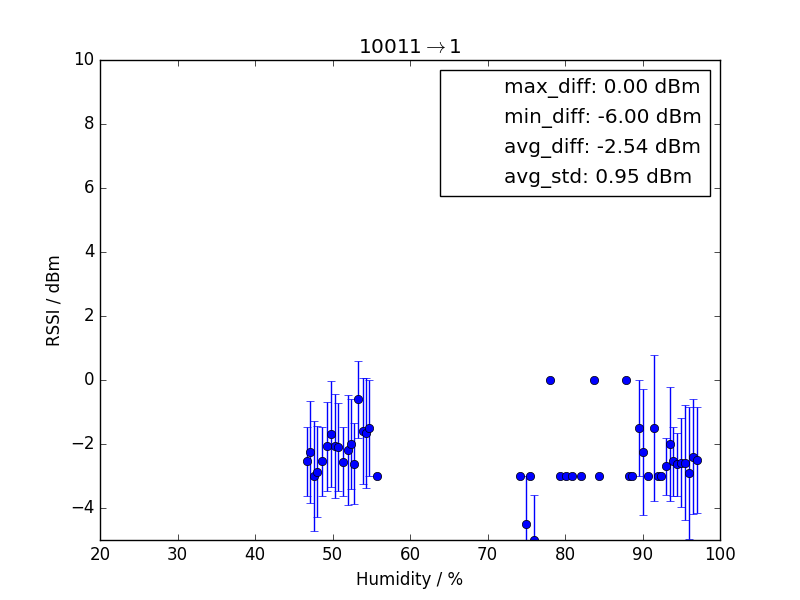 10011→1
max_diff: 0.00 dBm
min_diff: -6.00 dBm
avg_diff: -2.54 dBm
avg_std: 0.95 dBm
RSSI / dBm
10
8
6
4
2
0
−2
−4
20 30 40 50 60 70 80 90 100
Humidity / %